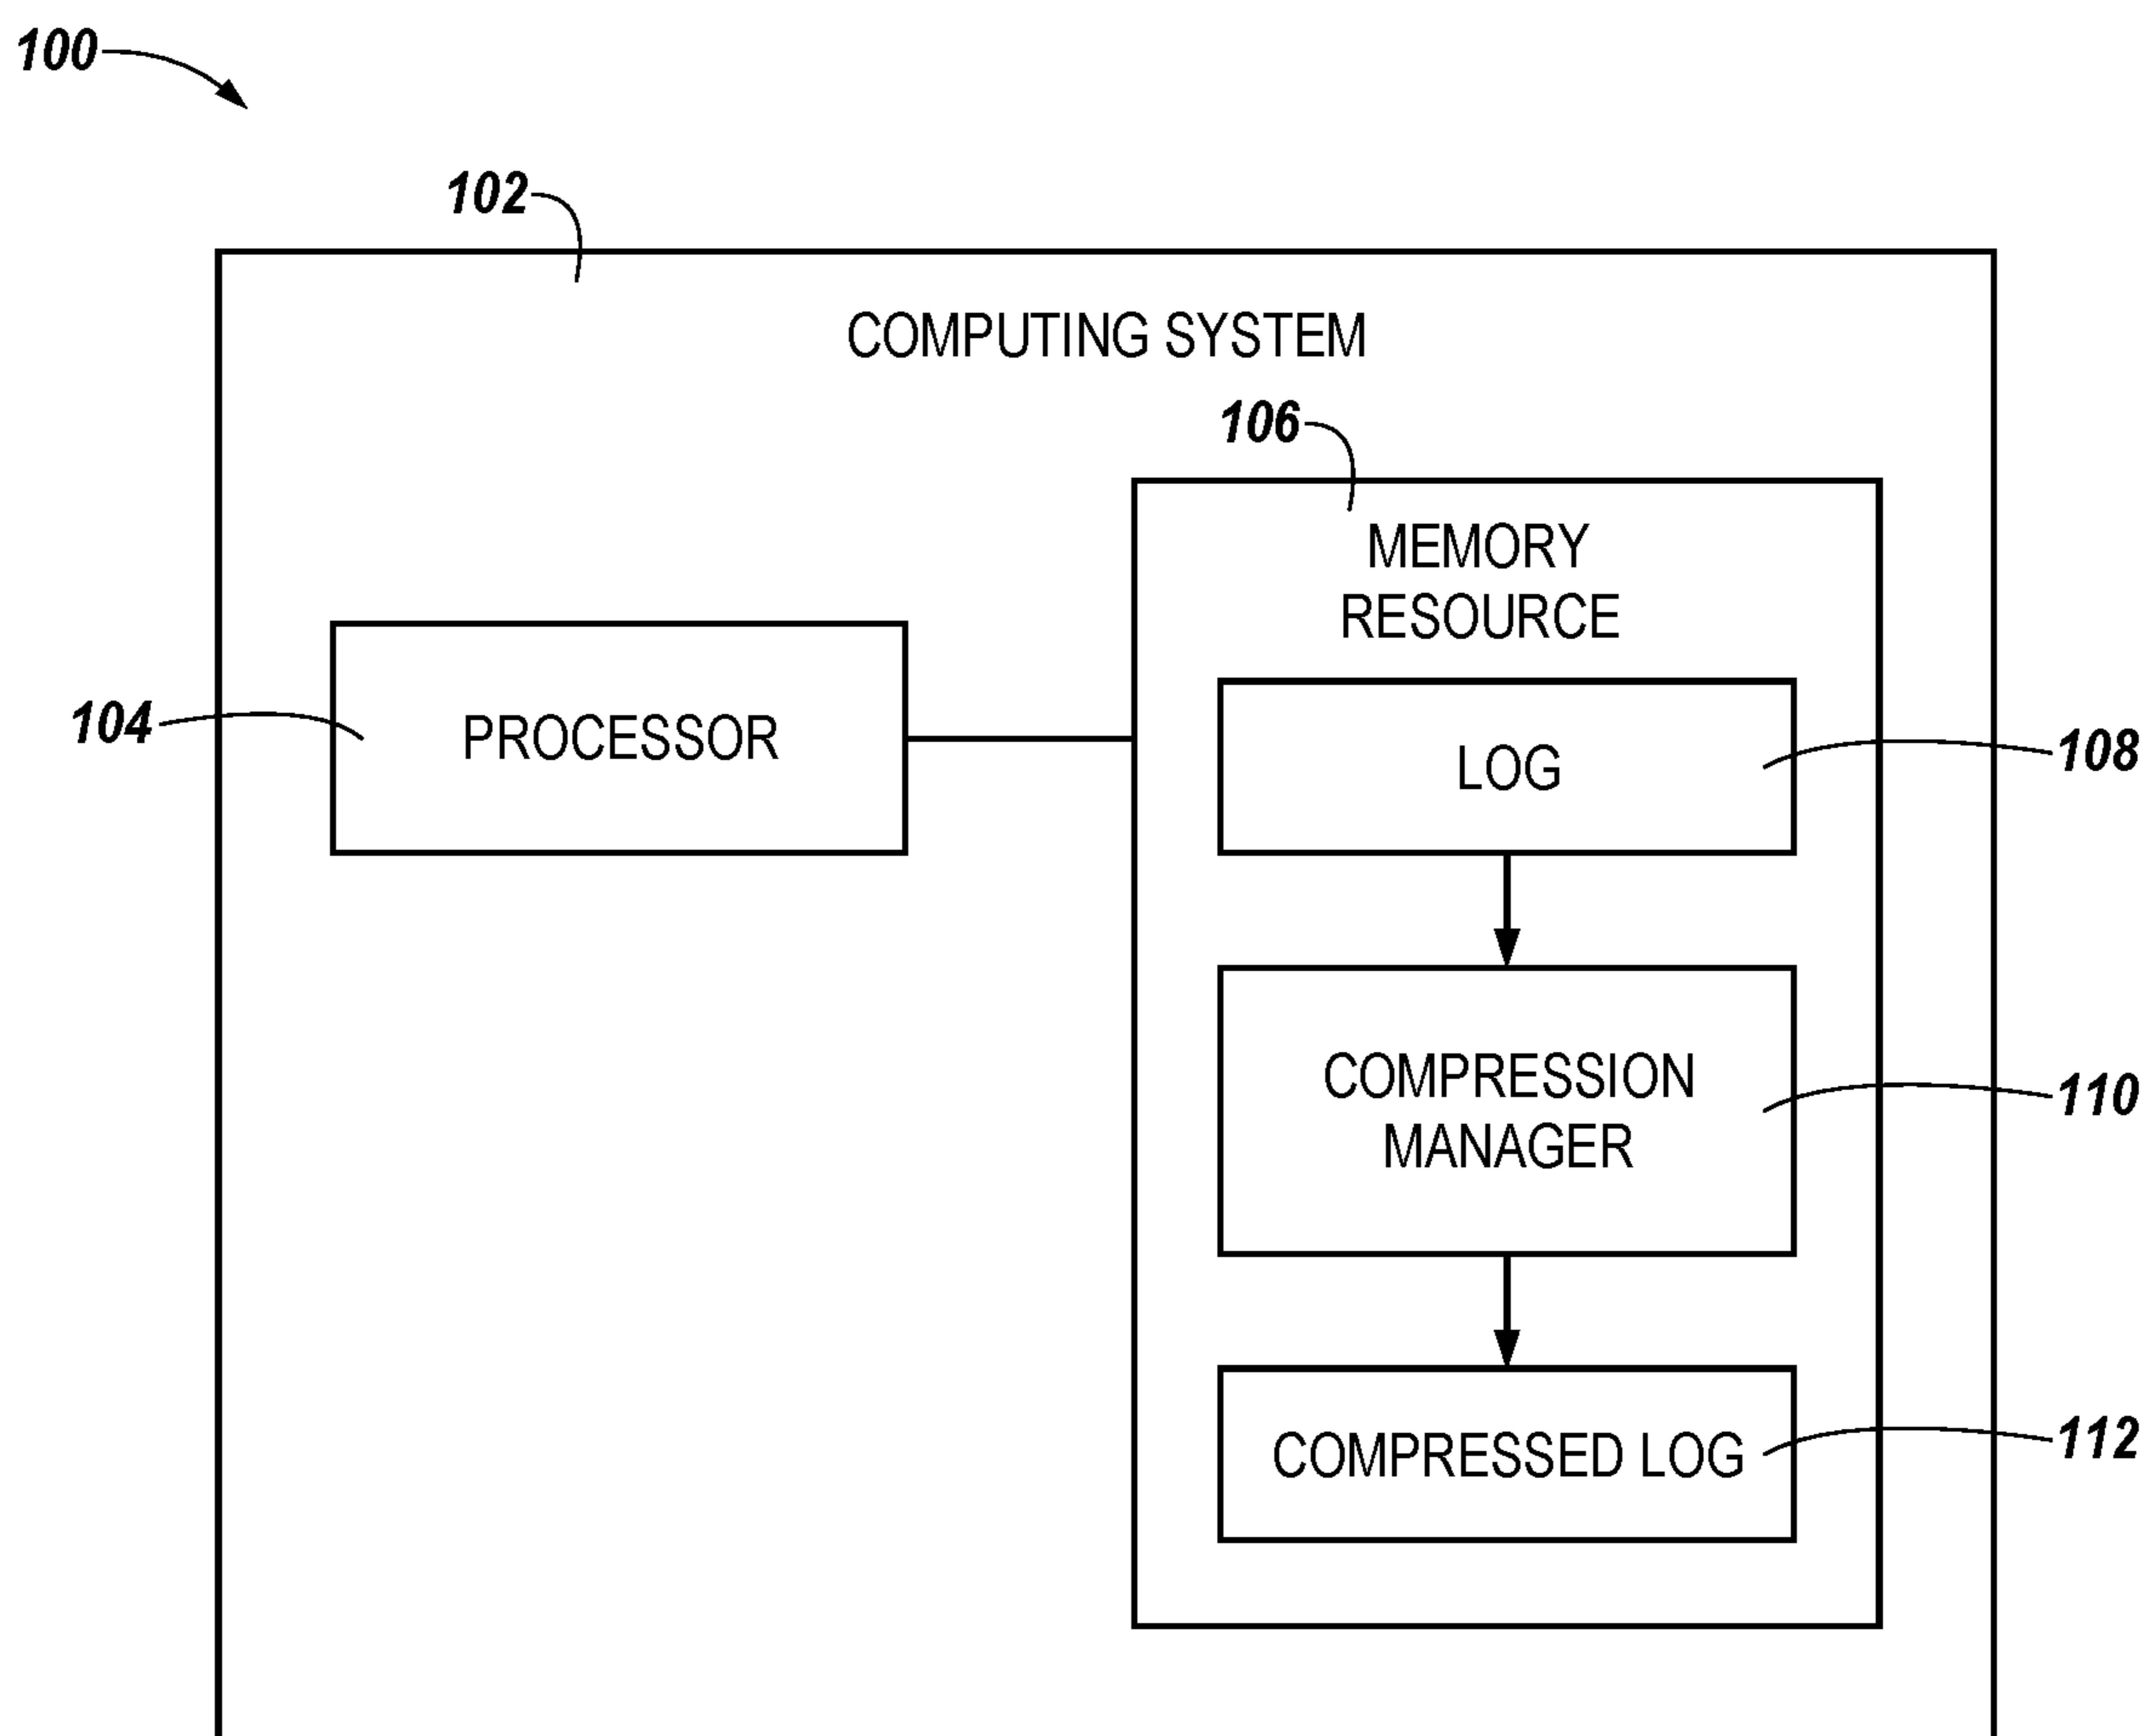 100
102
COMPUTING SYSTEM
106
MEMORY
RESOURCE
104
PROCESSOR
LOG
108
COMPRESSION
MANAGER
110
COMPRESSED LOG
112